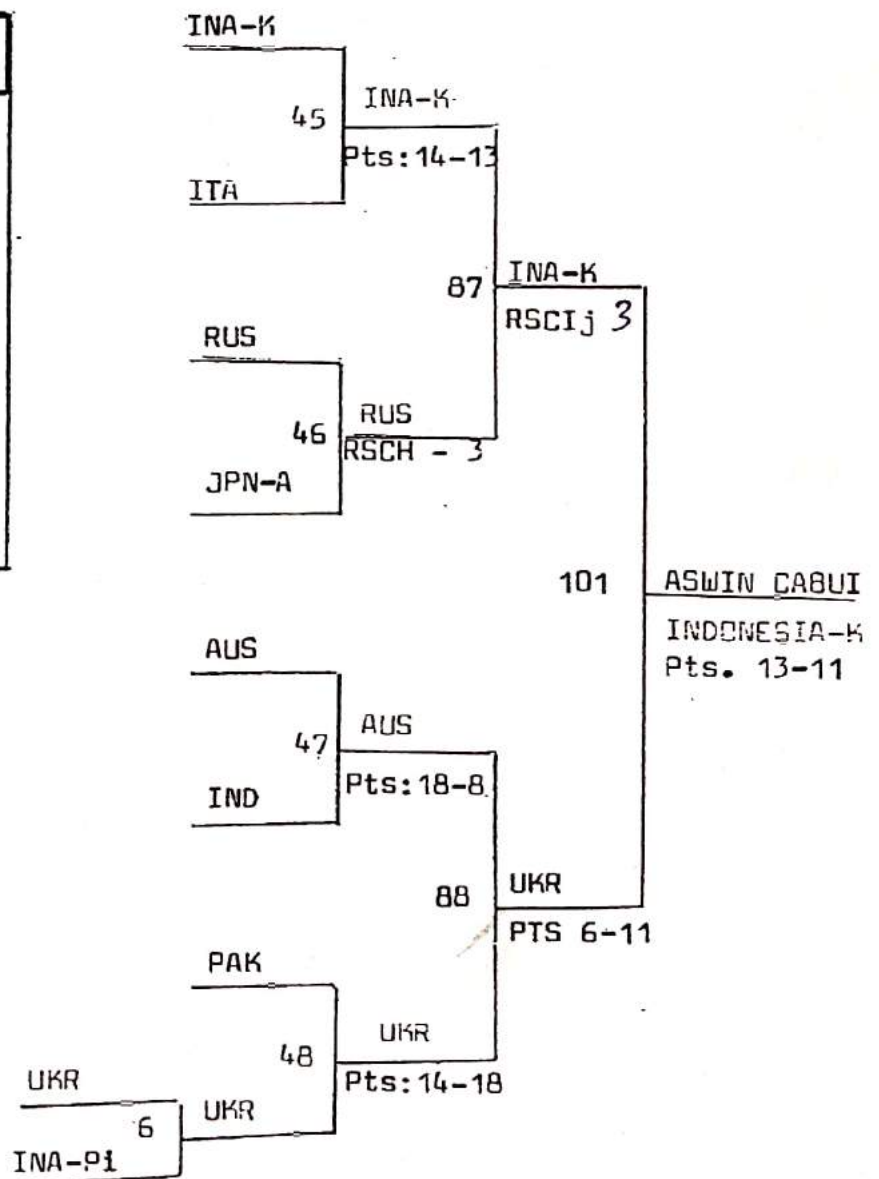 INA-K
INA-K
45
Pts:14-13
ITA
INA-K
87
RSCIj 3
RUS
RUS
46
RSCH - 3
JPN-A
101
ASWIN CABUI
INDONESIA-K
Pts. 13-11
AUS
AUS
47
Pts:18-8
IND
UKR
88
PTS 6-11
PAK
UKR
48
Pts:14-18
UKR
UKR
6
INA-Pi